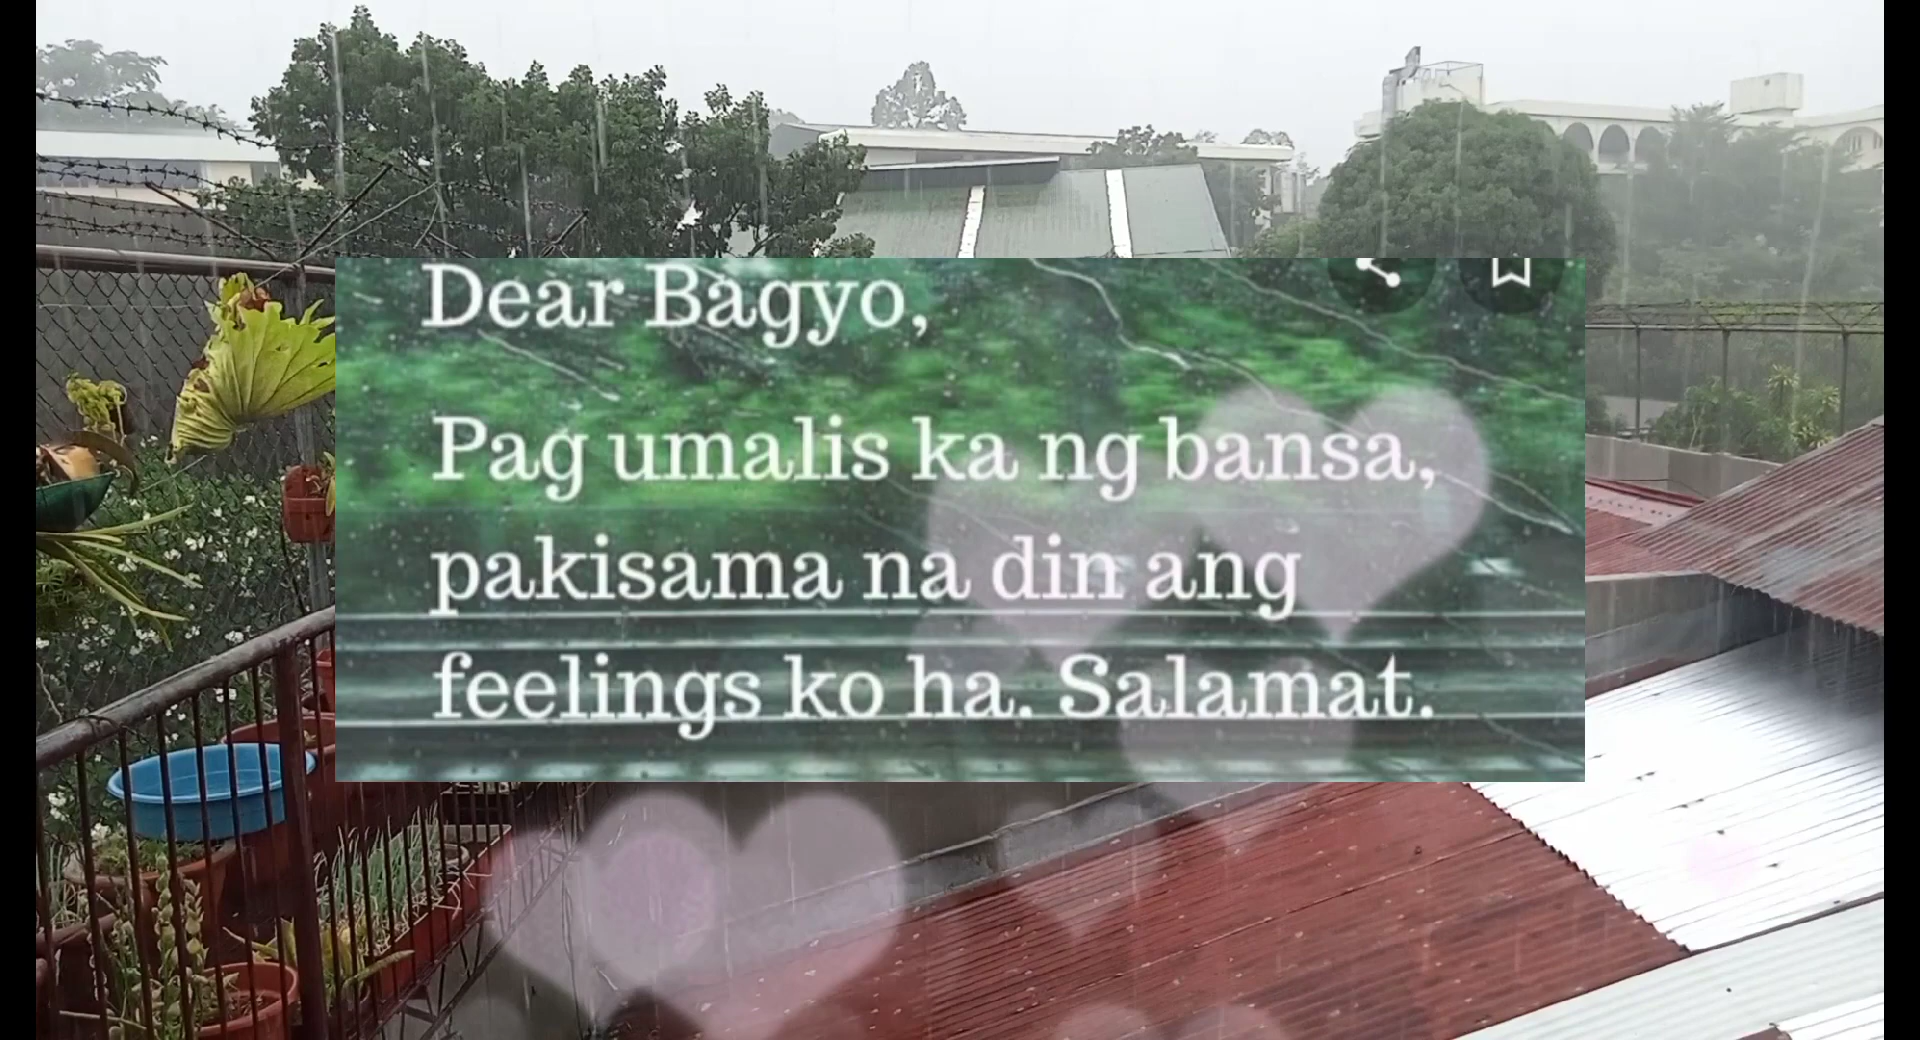 Dear Bagyo,
Pag umalis ka ng bansa,
pakisama na din ang
feelings ko ha. Salamat.